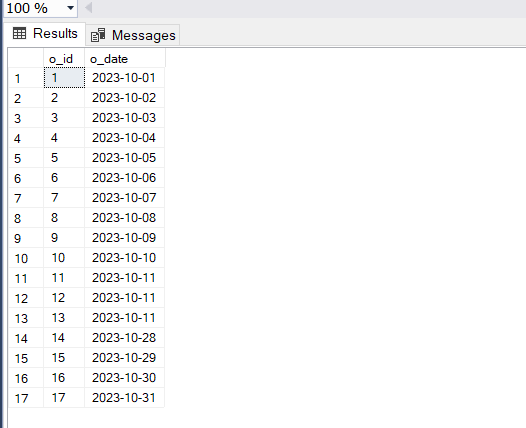 100 %
Results Messages
o_id o_date
1 1 2023-10-01
2 2 2023-10-02
3 3 2023-10-03
4 4 2023-10-04
5 5 2023-10-05
6 6 2023-10-06
7 7 2023-10-07
8 8 2023-10-08
9 9 2023-10-09
10 10 2023-10-10
11 11 2023-10-11
12 12 2023-10-11
13 13 2023-10-11
14 14 2023-10-28
15 15 2023-10-29
16 16 2023-10-30
17 17 2023-10-31